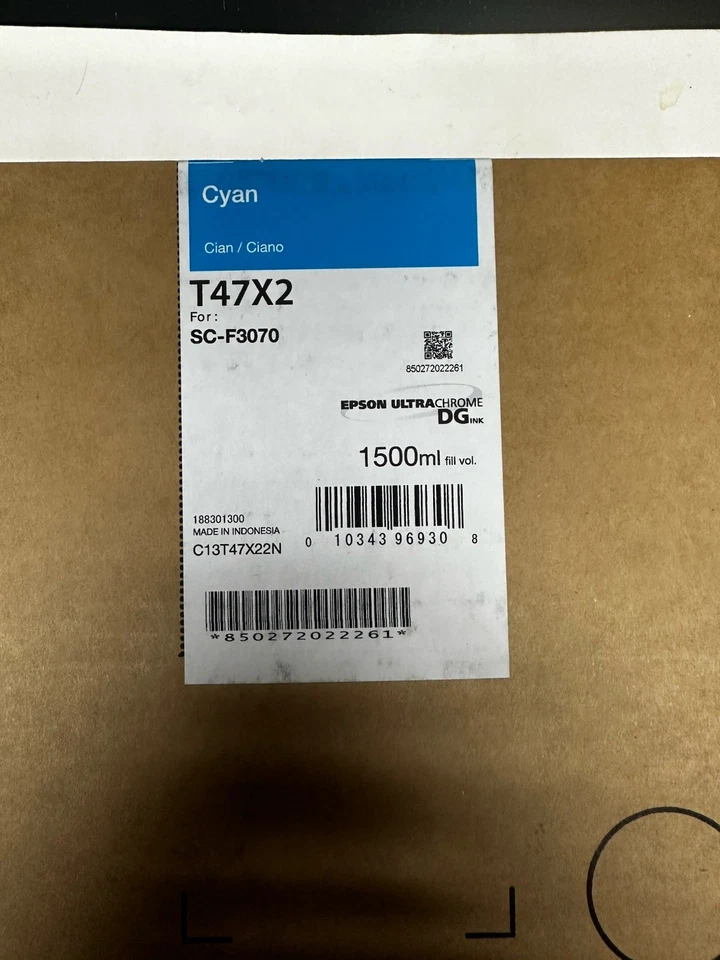 Cyan
Cian / Ciano
T47X2
For:
SC-F3070
850272022261
EPSON ULTRACHROME
DG INK
1500ml fill vol.
188301300
MADE IN INDONESIA
C13T47X22N
0 10343 96930 8
*850272022261*